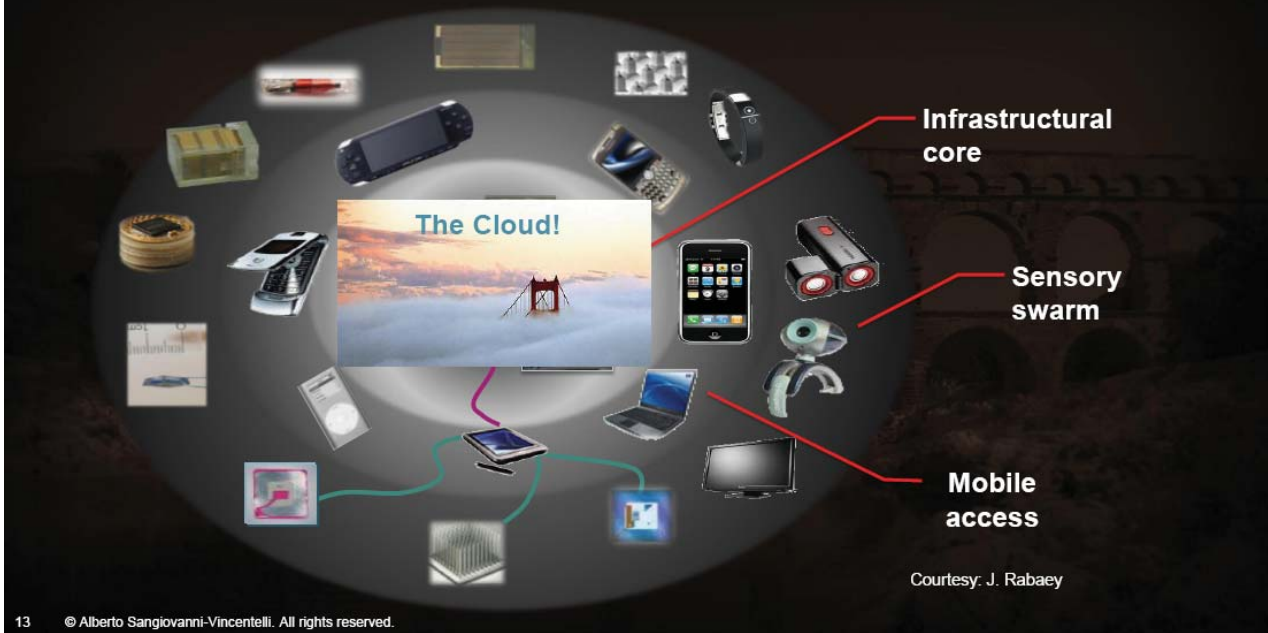 The Cloud!
Infrastructural
core
Sensory
swarm
Mobile
access
Courtesy: J. Rabaey
13 © Alberto Sangiovanni-Vincentelli. All rights reserved.